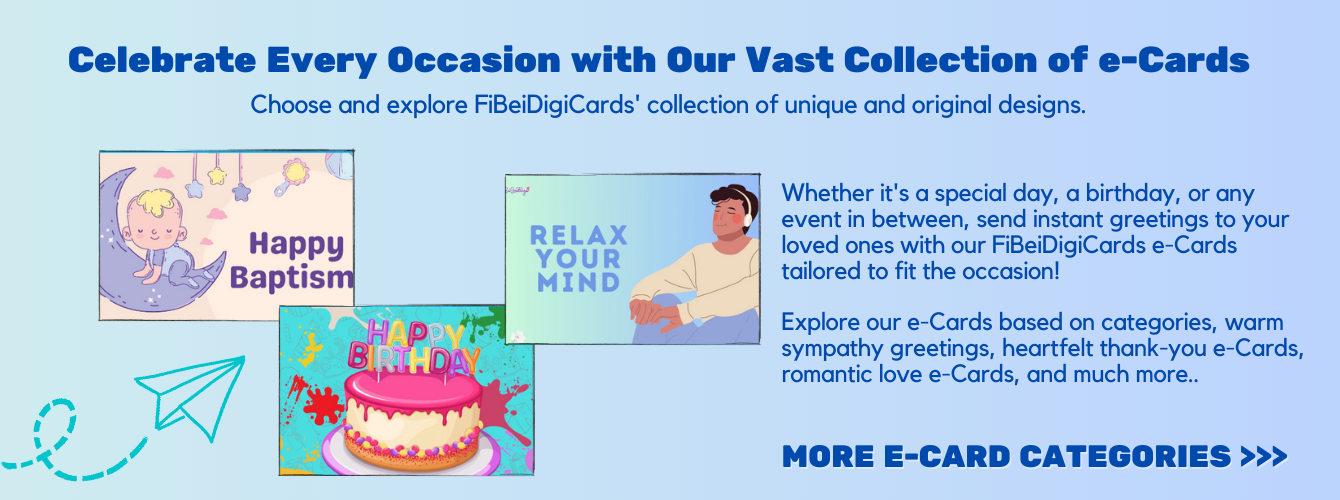 Celebrate Every Occasion with Our Vast Collection of e-Cards
Choose and explore FiBeiDigiCards' collection of unique and original designs.
Happy
Baptism
RELAX
YOUR
MIND
HAPPY
BIRTHDAY
Whether it's a special day, a birthday, or any
event in between, send instant greetings to your
loved ones with our FiBeiDigiCards e-Cards
tailored to fit the occasion!
Explore our e-Cards based on categories, warm
sympathy greetings, heartfelt thank-you e-Cards,
romantic love e-Cards, and much more..
MORE E-CARD CATEGORIES >>>